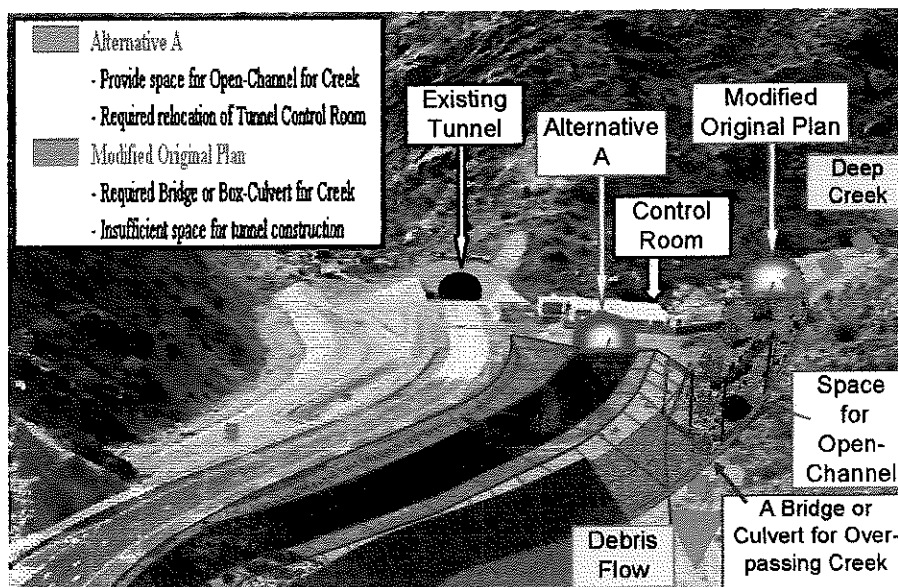 Alternative A
- Provide space for Open-Channel for Creek
- Required relocation of Tunnel Control Room
Modified Original Plan
- Required Bridge or Box-Culvert for Creek
- Insufficient space for tunnel construction
Existing
Tunnel
Alternative
A
Control
Room
Modified
Original Plan
Deep
Creek
Space
for
Open-
Channel
A Bridge or
Culvert for Over-
passing Creek
Debris
Flow